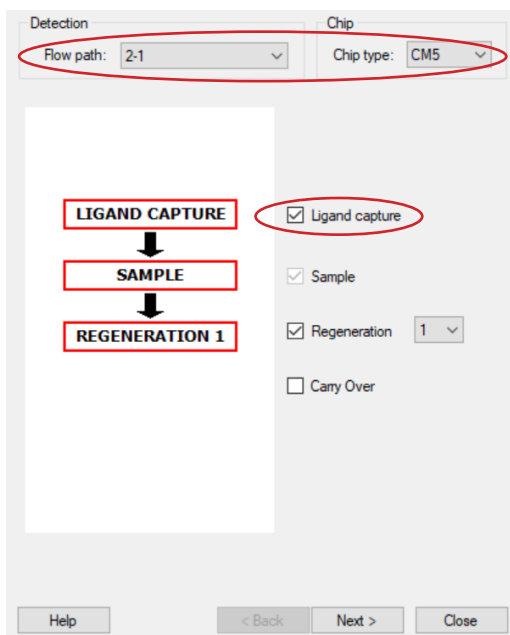 Detection
Chip
Flow path: 2-1
Chip type: CM5
LIGAND CAPTURE
Ligand capture
SAMPLE
Sample
REGENERATION 1
Regeneration 1
Carry Over
Help
< Back
Next >
Close